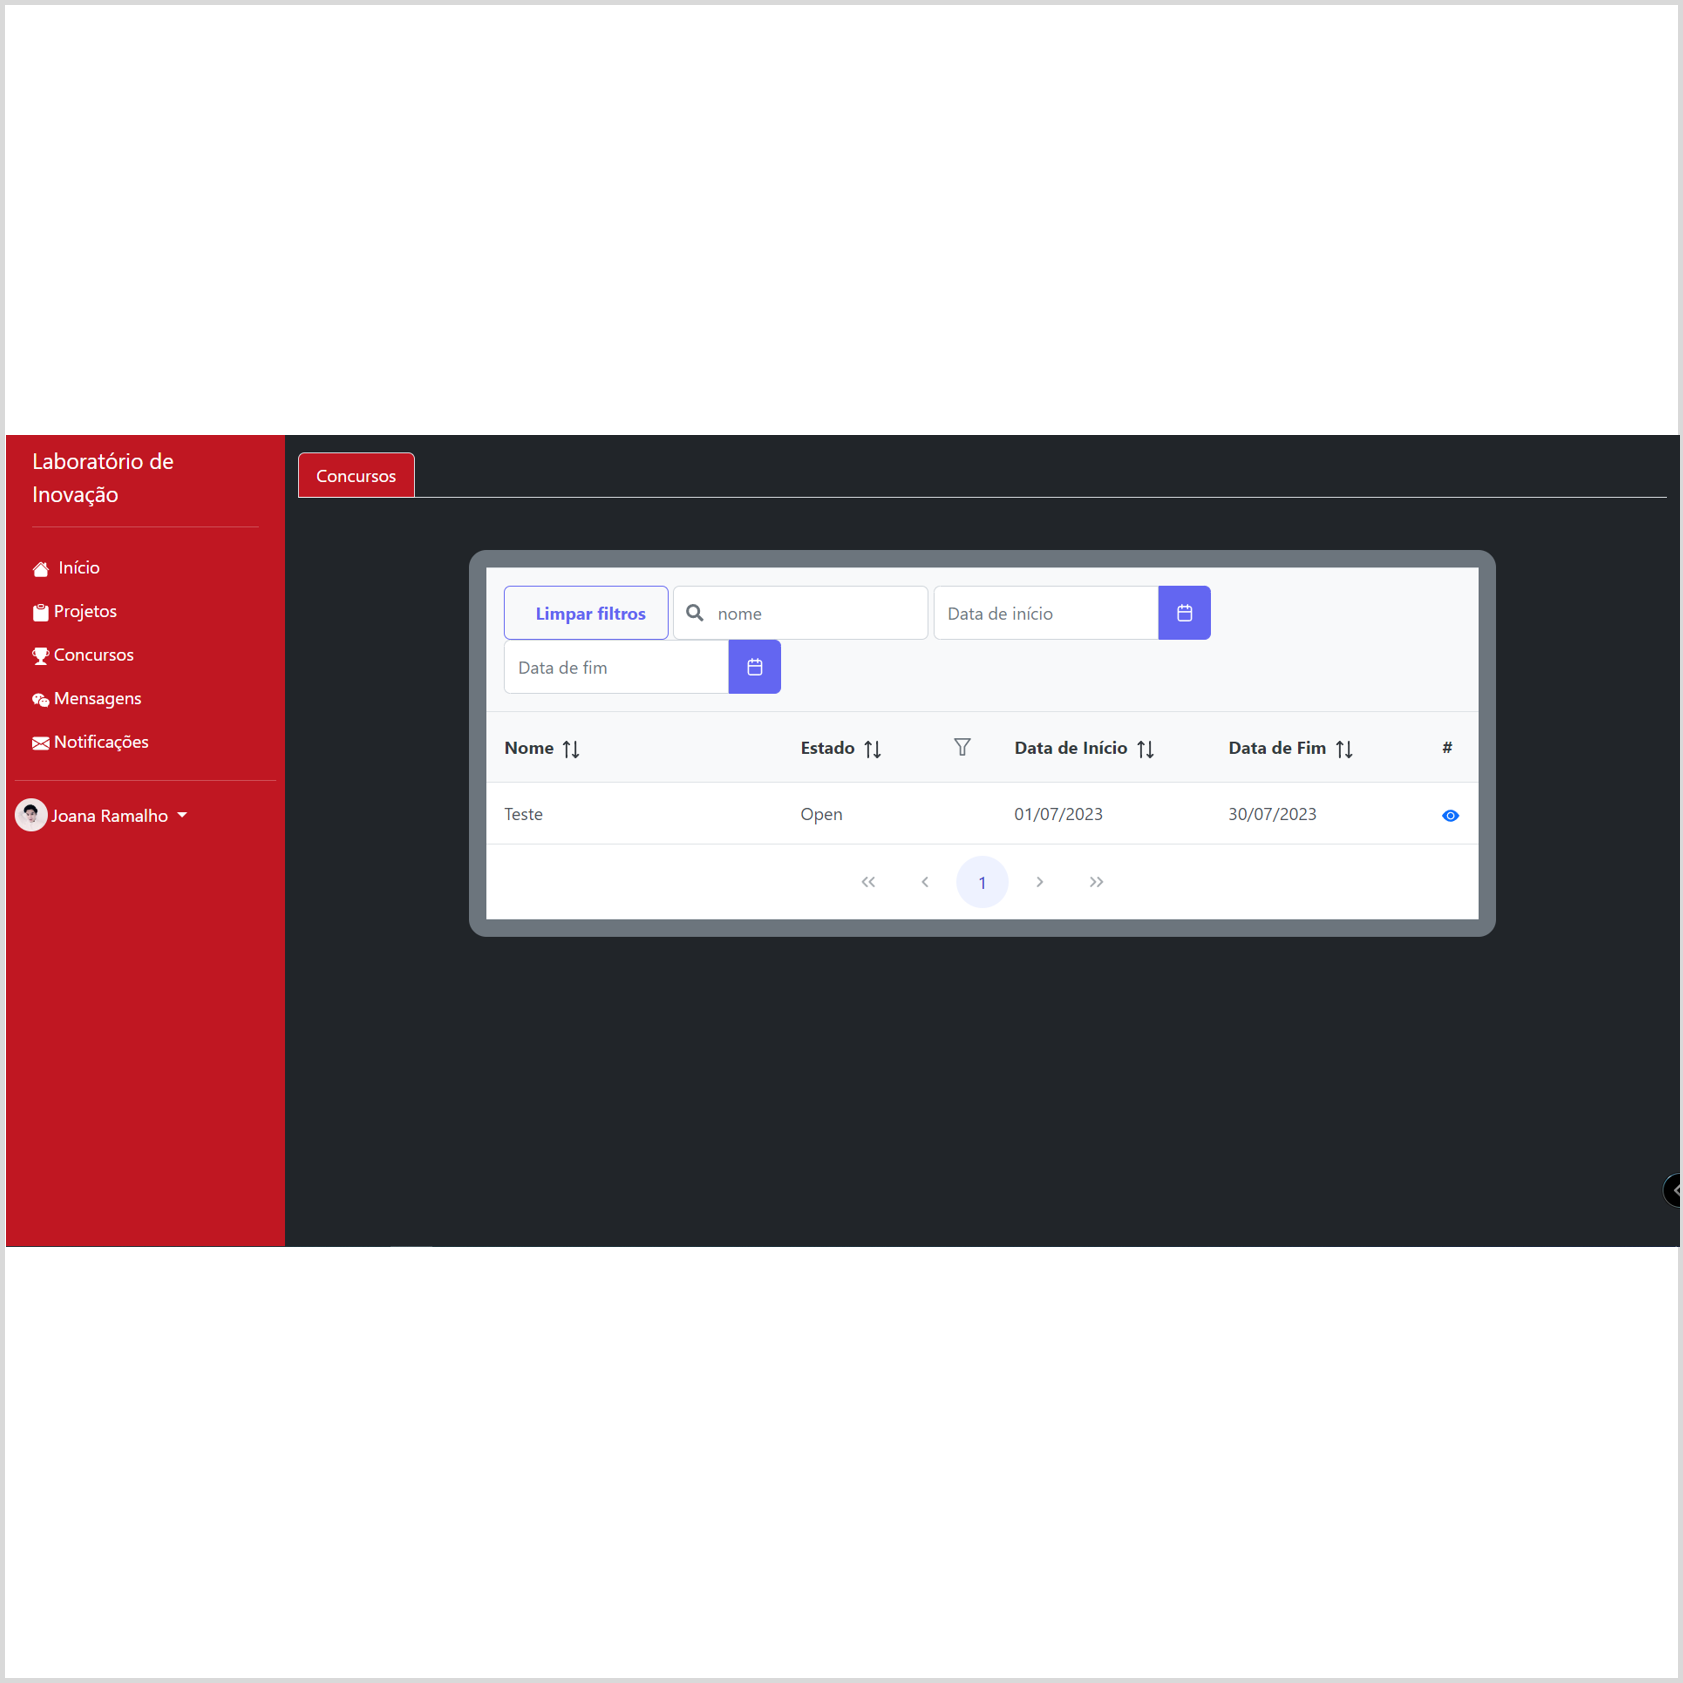 Laboratório de
Inovação
Início
Projetos
Concursos
Mensagens
Notificações
Joana Ramalho
Concursos
Limpar filtros nome Data de início
Data de fim
Nome Estado Data de Início Data de Fim #
Teste Open 01/07/2023 30/07/2023
1